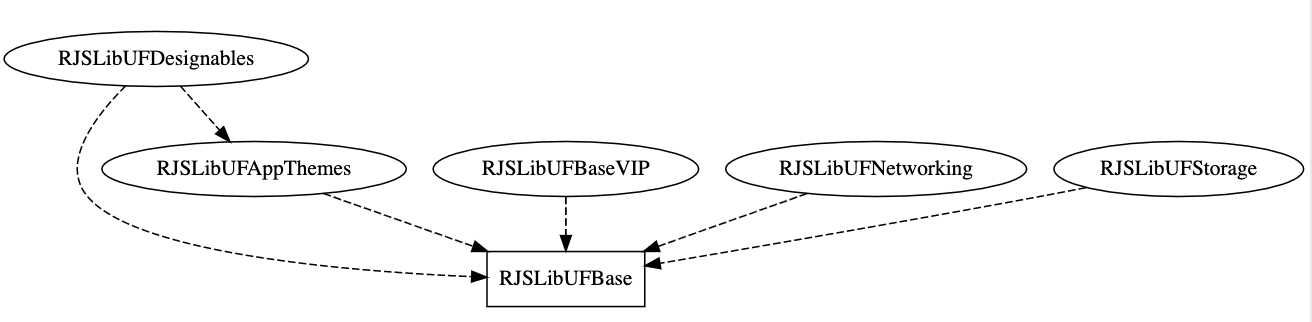 RJSLibUFDesignables
RJSLibUFAppThemes
RJSLibUFBaseVIP
RJSLibUFNetworking
RJSLibUFStorage
RJSLibUFBase